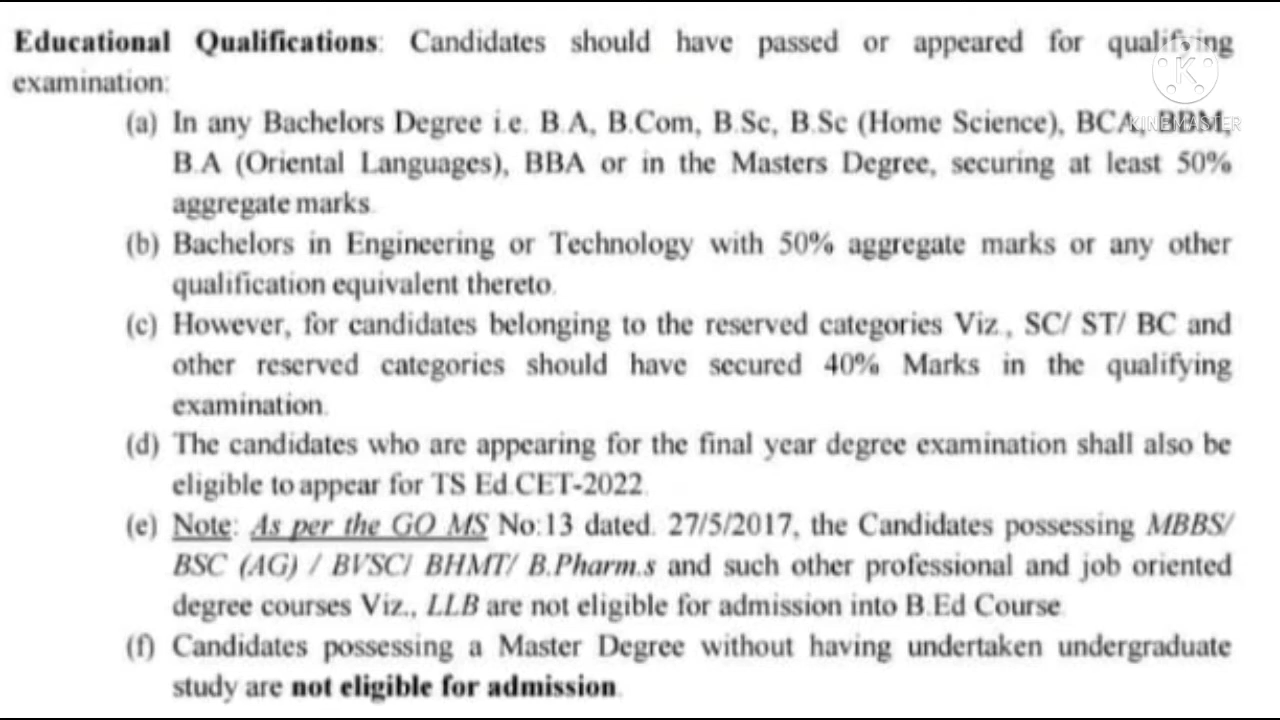 Educational Qualifications: Candidates should have passed or appeared for qualifying
examination:
(a) In any Bachelors Degree i.e. B.A, B.Com, B.Sc, B.Sc (Home Science), BCA, BBM,
B.A (Oriental Languages), BBA or in the Masters Degree, securing at least 50%
aggregate marks.
(b) Bachelors in Engineering or Technology with 50% aggregate marks or any other
qualification equivalent thereto.
(c) However, for candidates belonging to the reserved categories Viz., SC/ ST/ BC and
other reserved categories should have secured 40% Marks in the qualifying
examination.
(d) The candidates who are appearing for the final year degree examination shall also be
eligible to appear for TS Ed.CET-2022.
(e) Note: As per the GO MS No:13 dated. 27/5/2017, the Candidates possessing MBBS/
BSC (AG) / BVSC/ BHMT/ B.Pharm.s and such other professional and job oriented
degree courses Viz., LLB are not eligible for admission into B.Ed Course.
(f) Candidates possessing a Master Degree without having undertaken undergraduate
study are not eligible for admission.
K
KINEMASTER